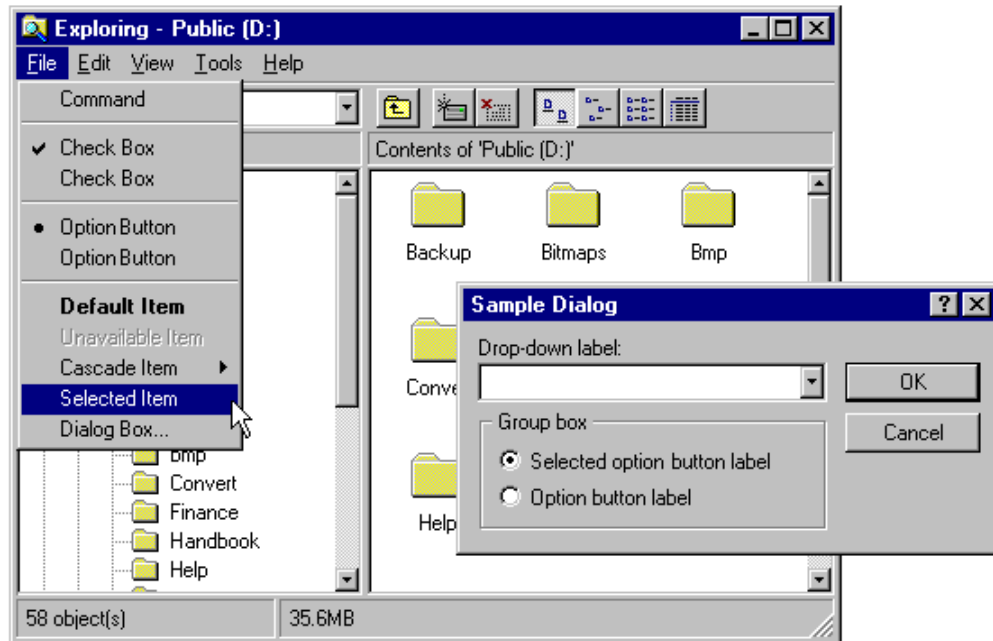 Exploring - Public (D:)
File Edit View Tools Help
Command
Check Box
Check Box
Option Button
Option Button
Default Item
Unavailable Item
Cascade Item
Selected Item
Dialog Box...
bmp
Convert
Finance
Handbook
Help
Contents of 'Public (D:)'
Backup Bitmaps Bmp
Conve
Help
Sample Dialog
Drop-down label:
OK
Cancel
Group box
Selected option button label
Option button label
58 object(s) 35.6MB